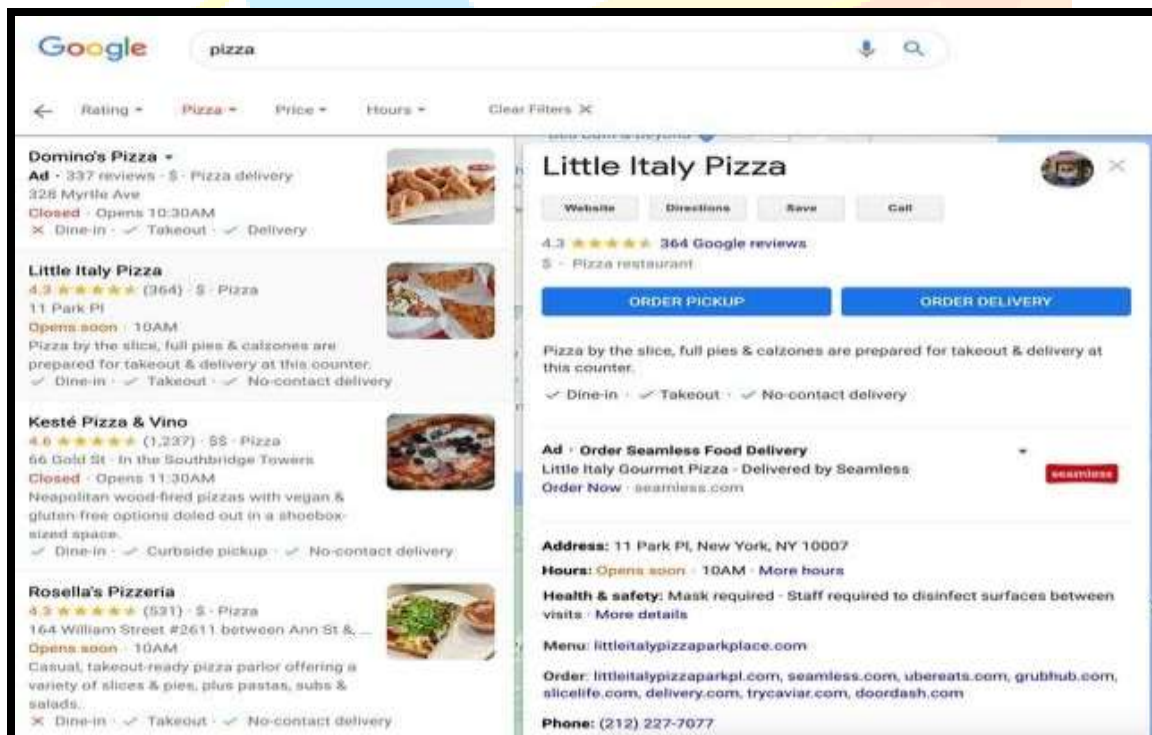 Google
pizza
Rating
Pizza
Price
Hours
Clear Filters ✕
Domino's Pizza
Ad · 337 reviews · $ · Pizza delivery
328 Myrtle Ave
Closed · Opens 10:30AM
✕ Dine-in · ✓ Takeout · ✓ Delivery
Little Italy Pizza
4.3 ★★★★★ (364) · $ · Pizza
11 Park Pl
Opens soon · 10AM
Pizza by the slice, full pies & calzones are
prepared for takeout & delivery at this counter.
✓ Dine-in · ✓ Takeout · ✓ No-contact delivery
Kesté Pizza & Vino
4.6 ★★★★★ (1,237) · $$ · Pizza
66 Gold St · In the Southbridge Towers
Closed · Opens 11:30AM
Neapolitan wood-fired pizzas with vegan &
gluten-free options doled out in a shoebox-
sized space.
✓ Dine-in · ✓ Curbside pickup · ✓ No-contact delivery
Rosella's Pizzeria
4.3 ★★★★★ (531) · $ · Pizza
164 William Street #2611 between Ann St &, ...
Opens soon · 10AM
Casual, takeout-ready pizza parlor offering a
variety of slices & pies, plus pastas, subs &
salads.
✕ Dine-in · ✓ Takeout · ✓ No-contact delivery
Little Italy Pizza
Website
Directions
Save
Call
4.3 ★★★★★ 364 Google reviews
$ · Pizza restaurant
ORDER PICKUP
ORDER DELIVERY
Pizza by the slice, full pies & calzones are prepared for takeout & delivery at
this counter.
✓ Dine-in · ✓ Takeout · ✓ No-contact delivery
Ad · Order Seamless Food Delivery
Little Italy Gourmet Pizza - Delivered by Seamless
Order Now · seamless.com
seamless
Address: 11 Park Pl, New York, NY 10007
Hours: Opens soon · 10AM · More hours
Health & safety: Mask required · Staff required to disinfect surfaces between
visits · More details
Menu: littleitalypizzaparkplace.com
Order: littleitalypizzaparkpl.com, seamless.com, ubereats.com, grubhub.com,
slicelife.com, delivery.com, trycaviar.com, doordash.com
Phone: (212) 227-7077